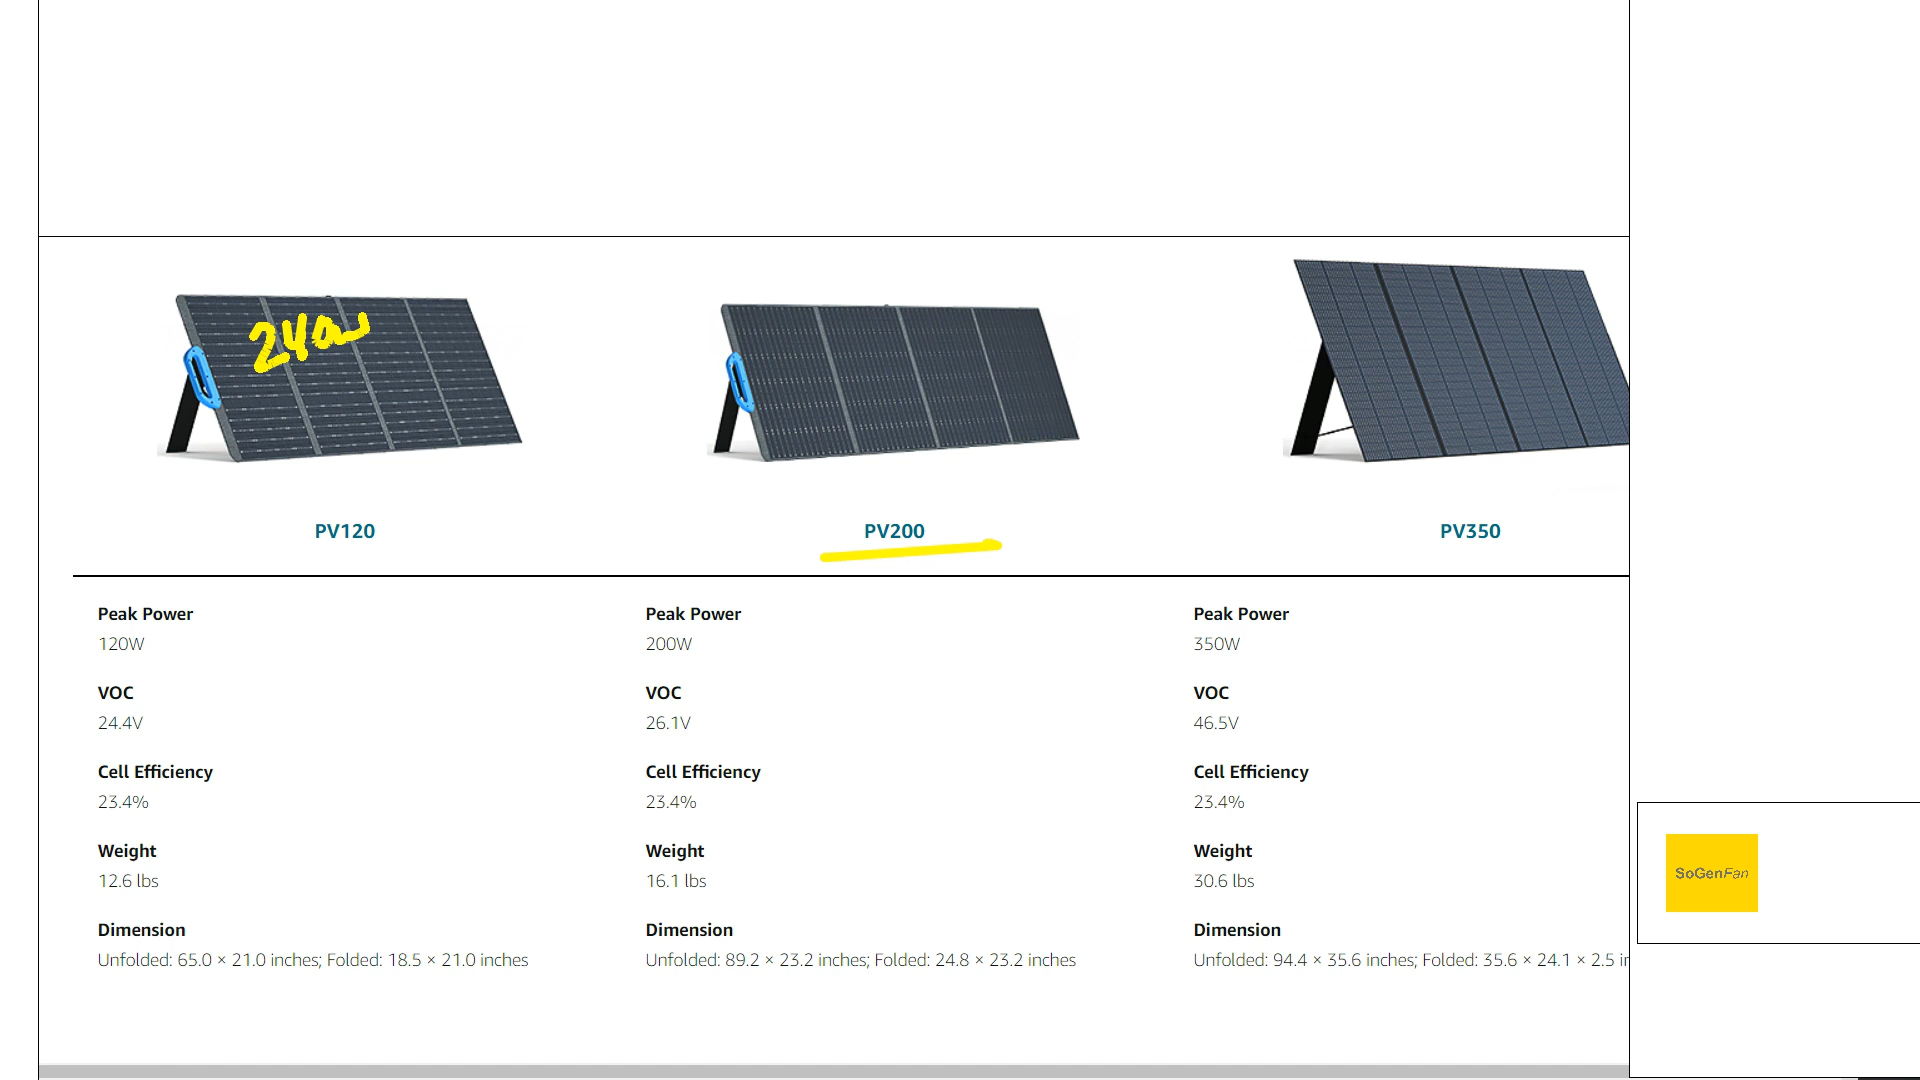 PV120
PV200
PV350
Peak Power
120W
VOC
24.4V
Cell Efficiency
23.4%
Weight
12.6 lbs
Dimension
Unfolded: 65.0 × 21.0 inches; Folded: 18.5 × 21.0 inches
Peak Power
200W
VOC
26.1V
Cell Efficiency
23.4%
Weight
16.1 lbs
Dimension
Unfolded: 89.2 × 23.2 inches; Folded: 24.8 × 23.2 inches
Peak Power
350W
VOC
46.5V
Cell Efficiency
23.4%
Weight
30.6 lbs
Dimension
Unfolded: 94.4 × 35.6 inches; Folded: 35.6 × 24.1 × 2.5 in
SoGenFan